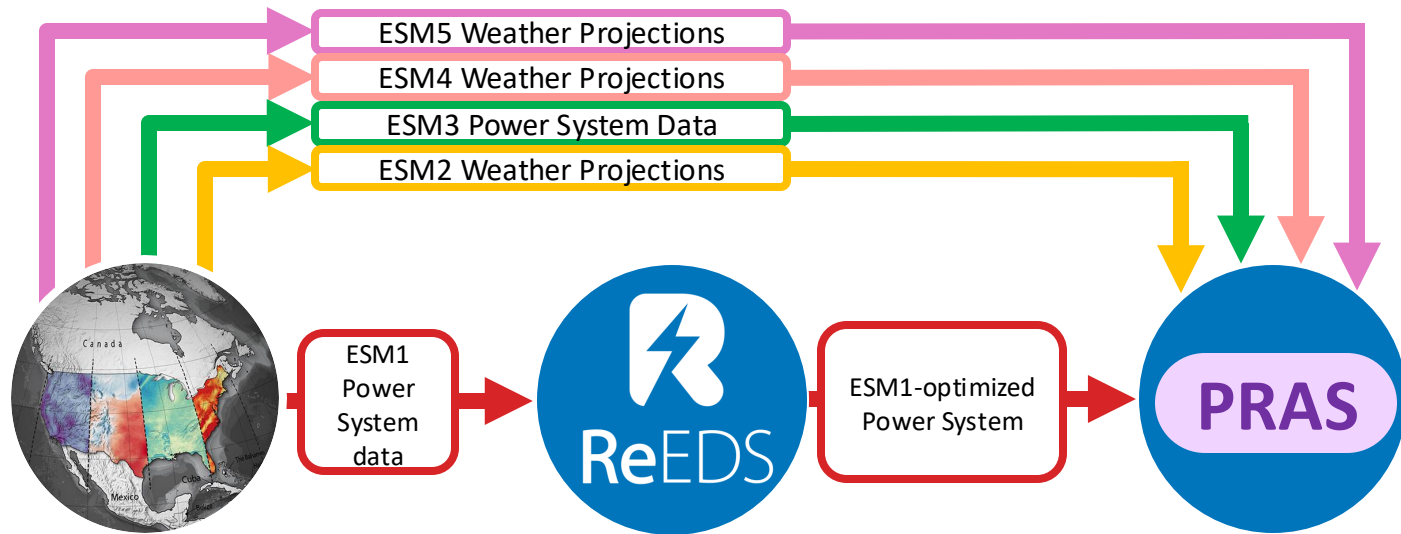 ESM5 Weather Projections
ESM4 Weather Projections
ESM3 Power System Data
ESM2 Weather Projections
Canada
Mexico
Cuba
ESM1
Power
System
data
ReEDS
ESM1-optimized
Power System
PRAS